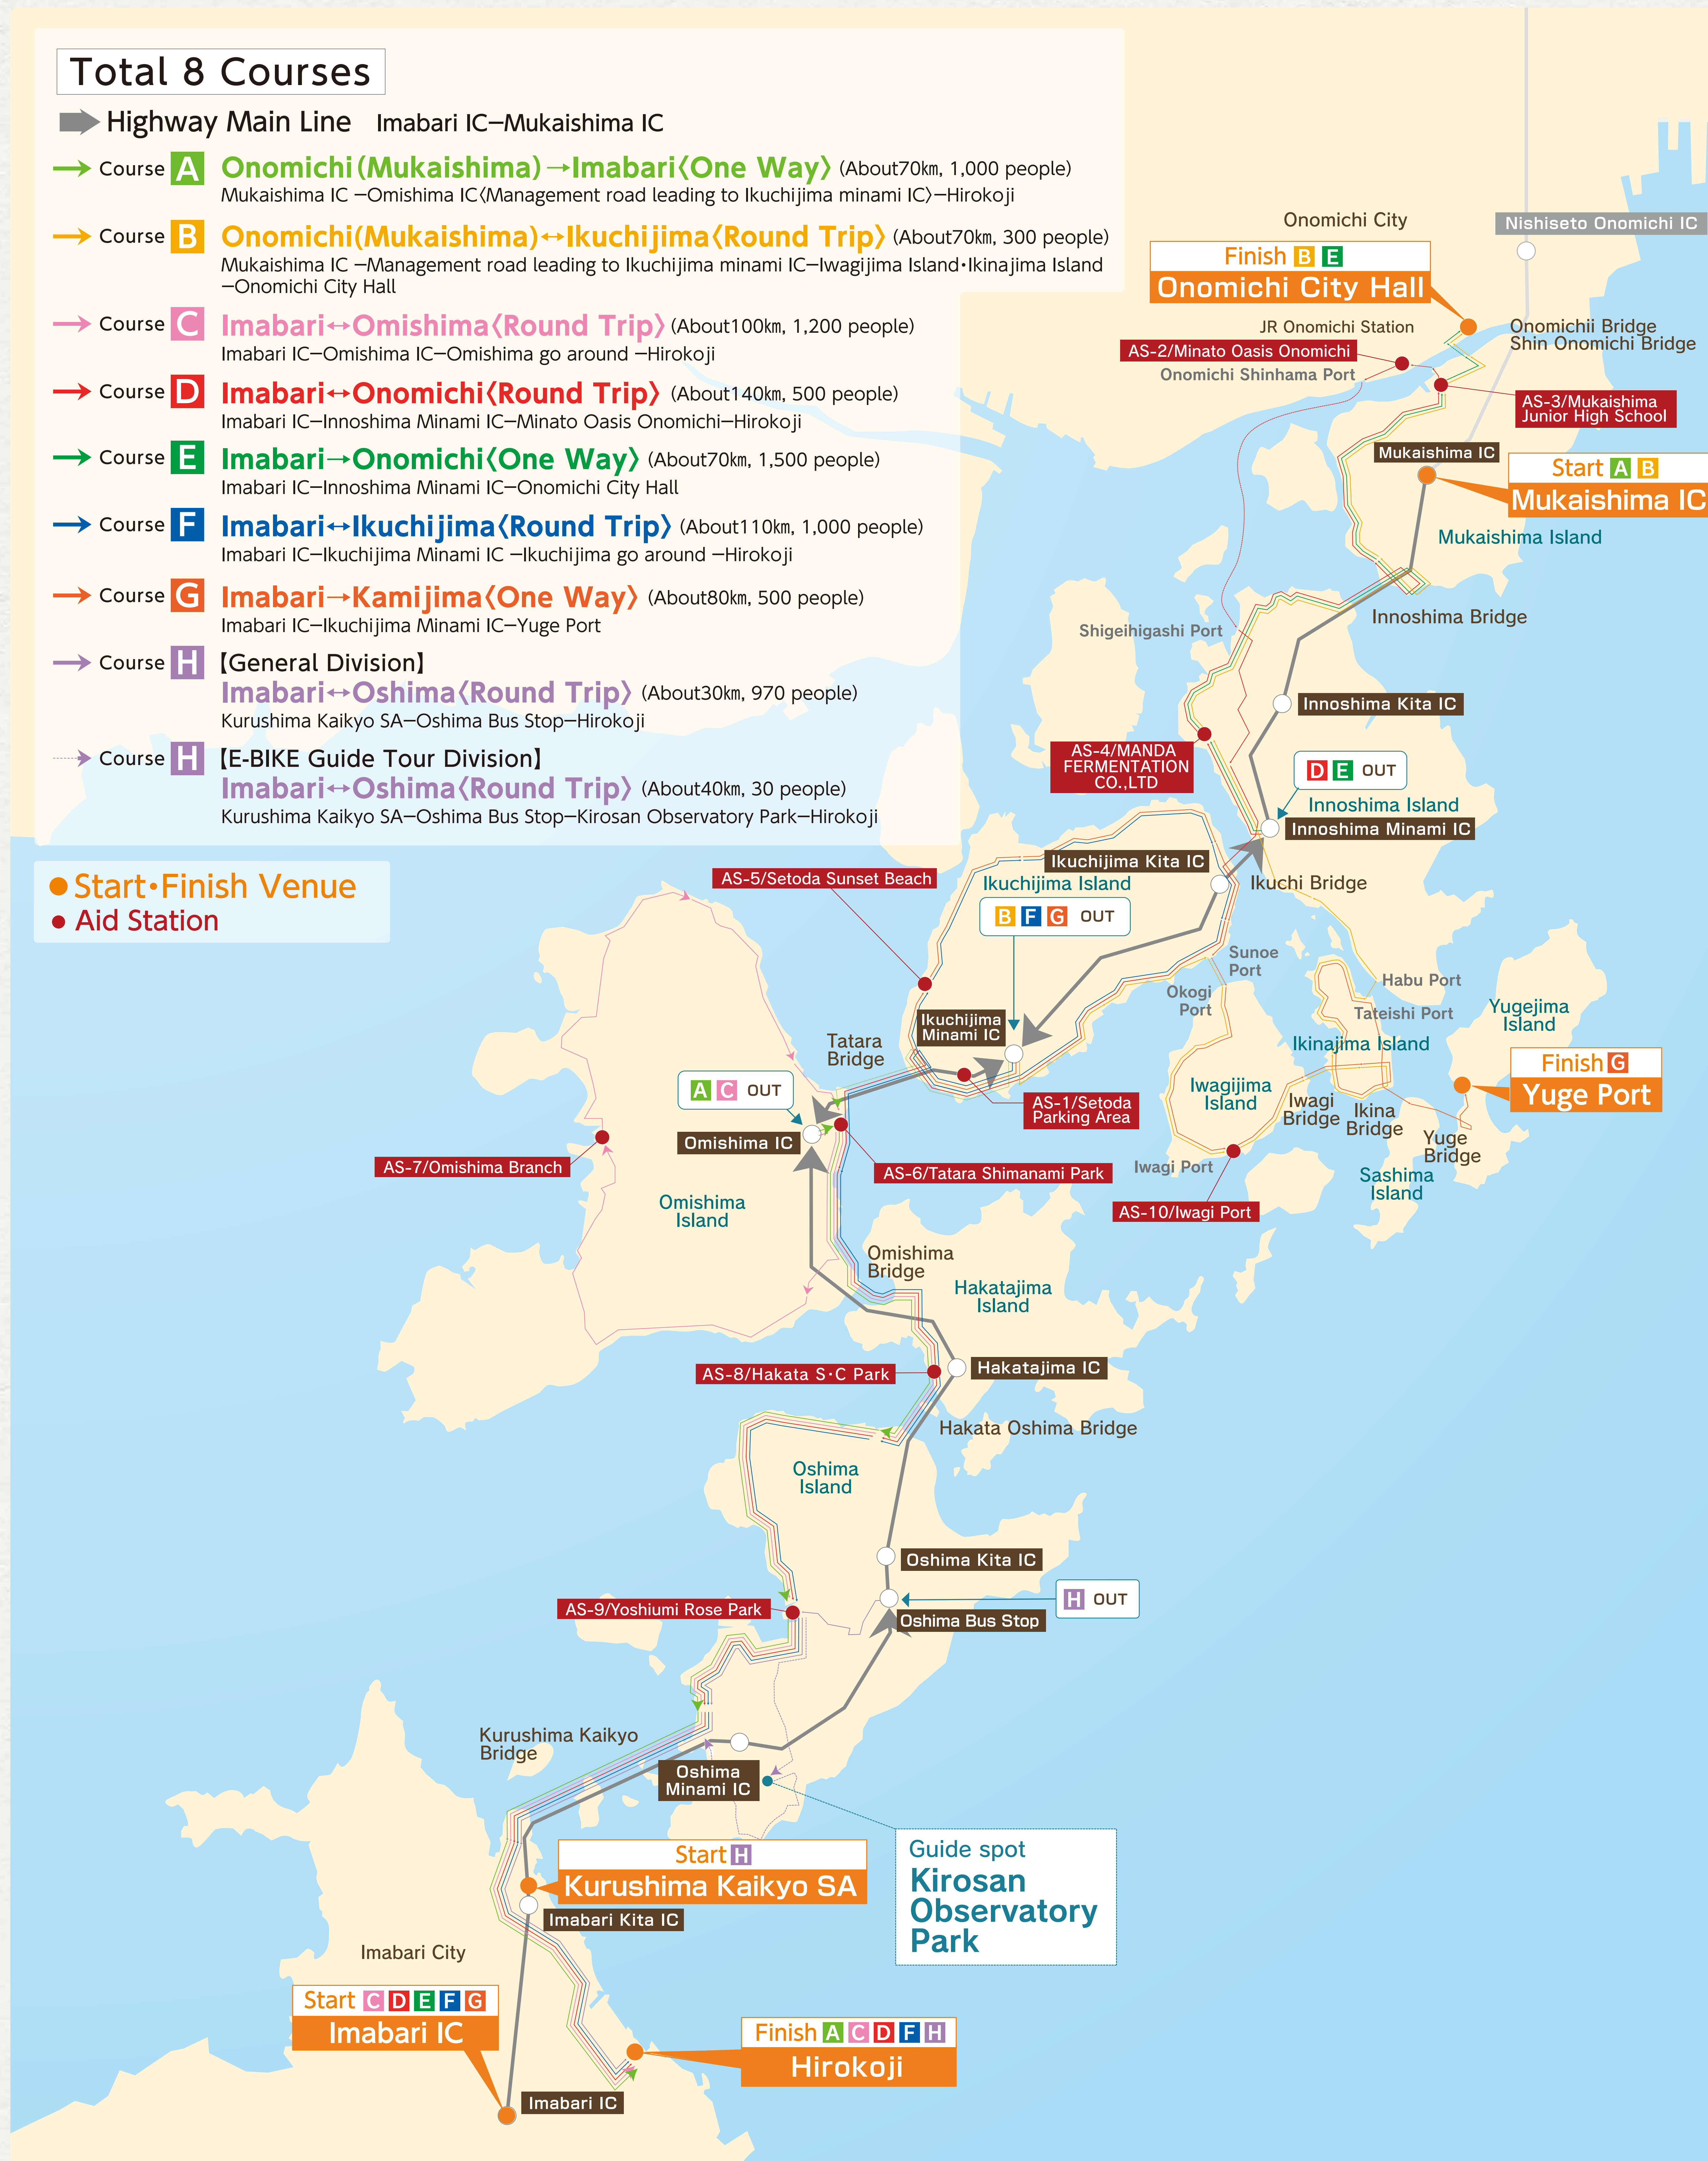 Total 8 Courses
Highway Main Line Imabari IC–Mukaishima IC
Course A Onomichi(Mukaishima)→Imabari〈One Way〉(About70㎞, 1,000 people)
Mukaishima IC –Omishima IC〈Management road leading to Ikuchijima minami IC〉–Hirokoji
Course B Onomichi(Mukaishima)↔Ikuchijima〈Round Trip〉(About70㎞, 300 people)
Mukaishima IC –Management road leading to Ikuchijima minami IC–Iwagijima Island・Ikinajima Island
–Onomichi City Hall
Course C Imabari↔Omishima〈Round Trip〉(About100㎞, 1,200 people)
Imabari IC–Omishima IC–Omishima go around –Hirokoji
Course D Imabari↔Onomichi〈Round Trip〉(About140㎞, 500 people)
Imabari IC–Innoshima Minami IC–Minato Oasis Onomichi–Hirokoji
Course E Imabari→Onomichi〈One Way〉(About70㎞, 1,500 people)
Imabari IC–Innoshima Minami IC–Onomichi City Hall
Course F Imabari↔Ikuchijima〈Round Trip〉(About110㎞, 1,000 people)
Imabari IC–Ikuchijima Minami IC –Ikuchijima go around –Hirokoji
Course G Imabari→Kamijima〈One Way〉(About80㎞, 500 people)
Imabari IC–Ikuchijima Minami IC–Yuge Port
Course H 【General Division】
Imabari↔Oshima〈Round Trip〉(About30㎞, 970 people)
Kurushima Kaikyo SA–Oshima Bus Stop–Hirokoji
Course H 【E-BIKE Guide Tour Division】
Imabari↔Oshima〈Round Trip〉(About40㎞, 30 people)
Kurushima Kaikyo SA–Oshima Bus Stop–Kirosan Observatory Park–Hirokoji
Start・Finish Venue
Aid Station
Onomichi City
Nishiseto Onomichi IC
Finish B E
Onomichi City Hall
JR Onomichi Station
Onomichii Bridge
Shin Onomichi Bridge
AS-2/Minato Oasis Onomichi
Onomichi Shinhama Port
AS-3/Mukaishima
Junior High School
Mukaishima IC
Start A B
Mukaishima IC
Mukaishima Island
Innoshima Bridge
Shigeihigashi Port
Innoshima Kita IC
AS-4/MANDA
FERMENTATION
CO.,LTD
D E OUT
Innoshima Island
Innoshima Minami IC
Ikuchijima Kita IC
AS-5/Setoda Sunset Beach
Ikuchijima Island
Ikuchi Bridge
B F G OUT
Sunoe
Port
Habu Port
Okogi
Port
Tateishi Port
Yugejima
Island
Ikuchijima
Minami IC
Tatara
Bridge
Ikinajima Island
Finish G
Yuge Port
A C OUT
Iwagijima
Island
AS-1/Setoda
Parking Area
Iwagi
Bridge
Ikina
Bridge
Omishima IC
Yuge
Bridge
AS-7/Omishima Branch
AS-6/Tatara Shimanami Park
Iwagi Port
Sashima
Island
Omishima
Island
AS-10/Iwagi Port
Omishima
Bridge
Hakatajima
Island
AS-8/Hakata S・C Park
Hakatajima IC
Hakata Oshima Bridge
Oshima
Island
Oshima Kita IC
H OUT
AS-9/Yoshiumi Rose Park
Oshima Bus Stop
Kurushima Kaikyo
Bridge
Oshima
Minami IC
Start H
Kurushima Kaikyo SA
Guide spot
Kirosan
Observatory
Park
Imabari Kita IC
Imabari City
Start C D E F G
Imabari IC
Finish A C D F H
Hirokoji
Imabari IC